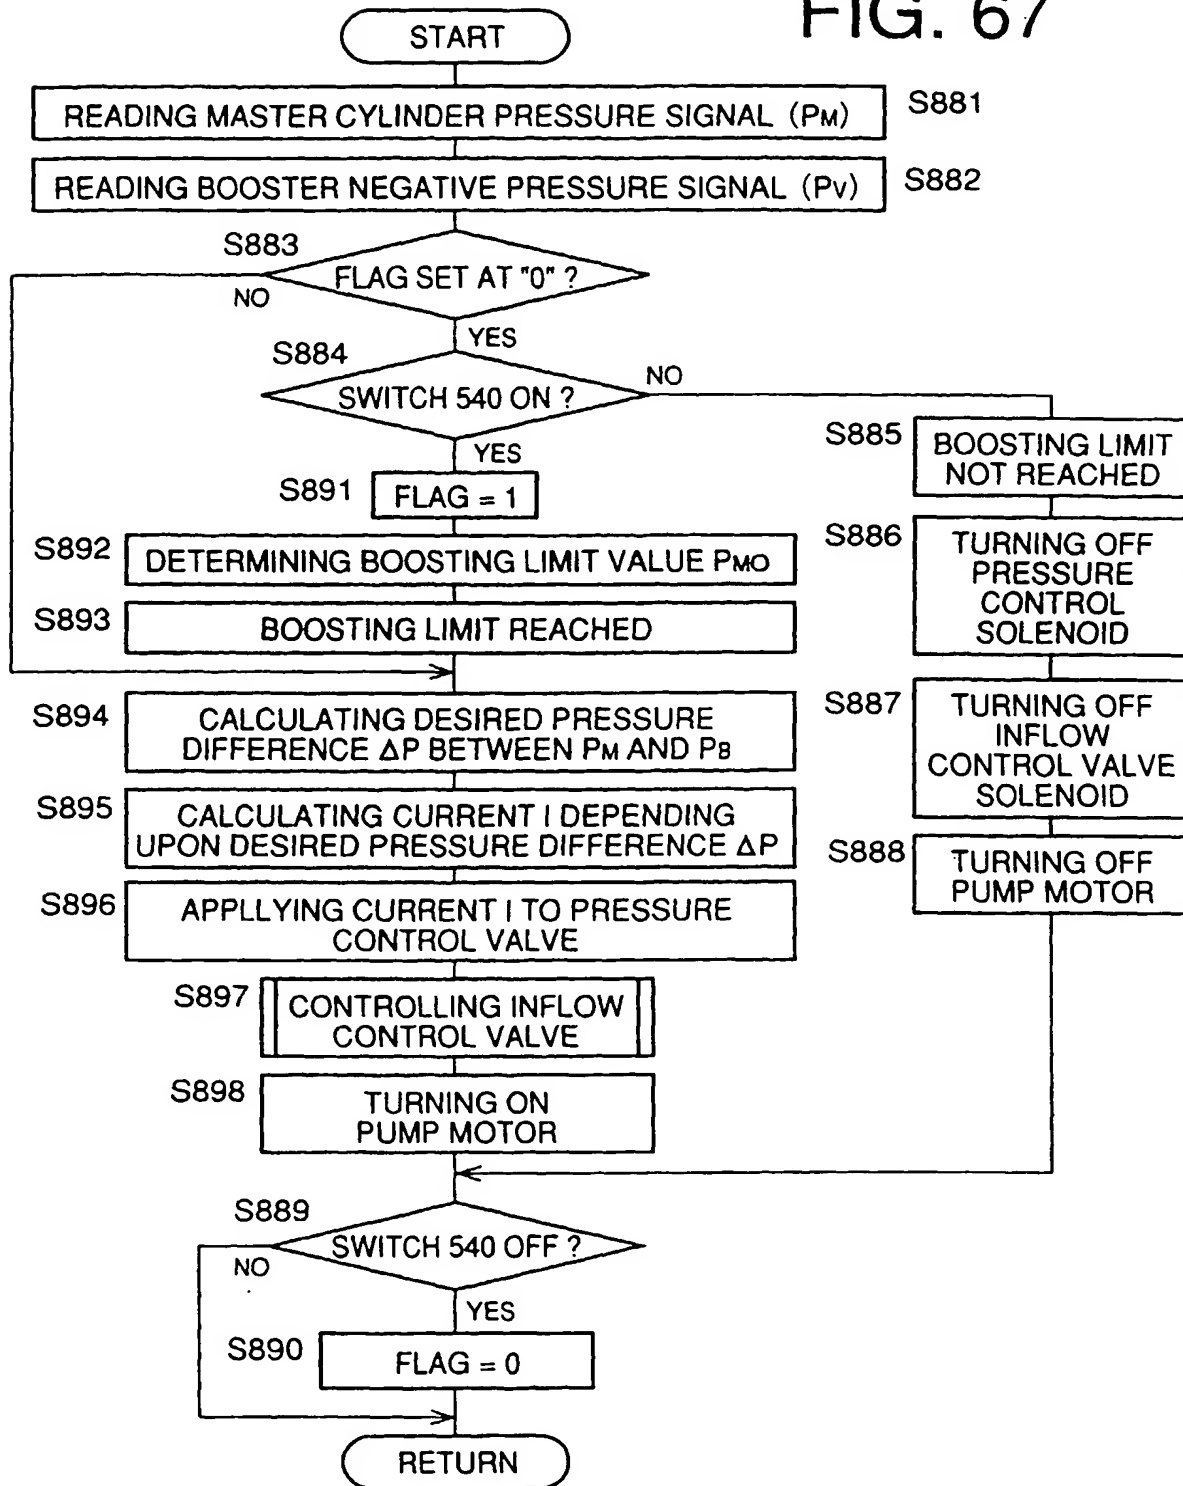 FIG. 67
START
READING MASTER CYLINDER PRESSURE SIGNAL (PM)
S881
READING BOOSTER NEGATIVE PRESSURE SIGNAL (PV)
S882
S883
FLAG SET AT "0" ?
NO
YES
S884
SWITCH 540 ON ?
NO
YES
S885
BOOSTING LIMIT
NOT REACHED
S891
FLAG = 1
S892
DETERMINING BOOSTING LIMIT VALUE PMO
S886
TURNING OFF
PRESSURE
CONTROL
SOLENOID
S893
BOOSTING LIMIT REACHED
S894
CALCULATING DESIRED PRESSURE
DIFFERENCE ΔP BETWEEN PM AND PB
S887
TURNING OFF
INFLOW
CONTROL VALVE
SOLENOID
S895
CALCULATING CURRENT I DEPENDING
UPON DESIRED PRESSURE DIFFERENCE ΔP
S888
TURNING OFF
PUMP MOTOR
S896
APPLLYING CURRENT I TO PRESSURE
CONTROL VALVE
S897
CONTROLLING INFLOW
CONTROL VALVE
S898
TURNING ON
PUMP MOTOR
S889
SWITCH 540 OFF ?
NO
YES
S890
FLAG = 0
RETURN